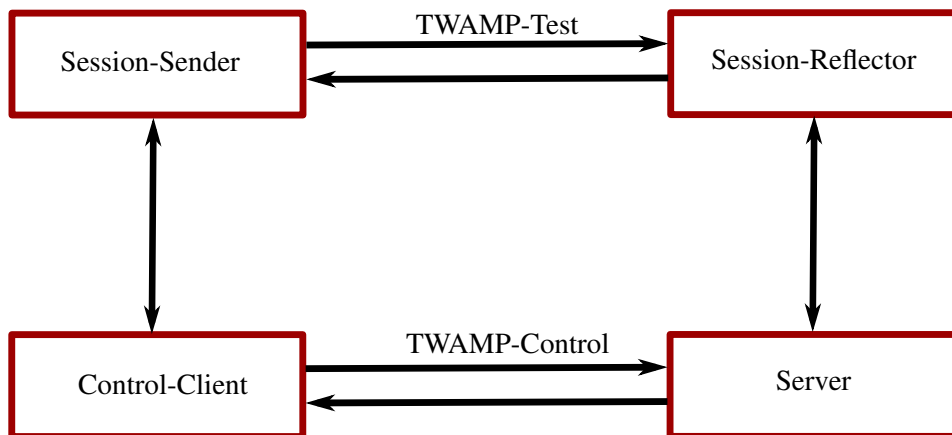 TWAMP-Test
Session-Sender
Session-Reflector
TWAMP-Control
Control-Client
Server